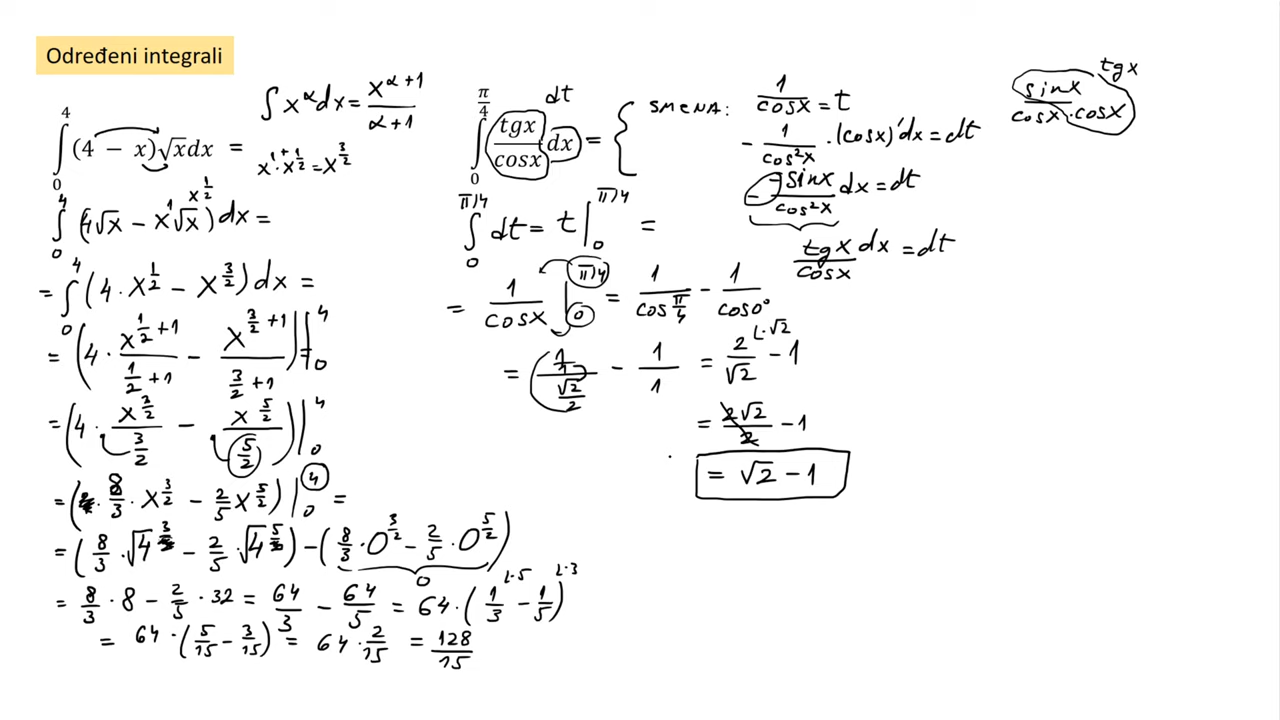 Određeni integrali
∫₀⁴ (4 − x)√x dx =
∫ x^α dx = x^(α+1)/(α+1)
x¹·x^(1/2) = x^(3/2)
∫₀⁴ (4√x − x¹√x) dx =
x^(1/2)
= ∫₀⁴ (4·x^(1/2) − x^(3/2)) dx =
= (4·x^(1/2+1)/(1/2+1) − x^(3/2+1)/(3/2+1))|₀⁴ =
= (4·x^(3/2)/(3/2) − x^(5/2)/(5/2))|₀⁴
= (8/3·x^(3/2) − 2/5 x^(5/2))|₀⁴ =
= (8/3·√4³ − 2/5·√4⁵) − (8/3·0^(3/2) − 2/5·0^(5/2))
0
= 8/3·8 − 2/5·32 = 64/3 − 64/5 = 64·(1/3 − 1/5)
L·5 L·3
= 64·(5/15 − 3/15) = 64·2/15 = 128/15
∫₀^(π/4) tgx/cosx dx =
dt
SMENA: 1/cosx = t
− 1/cos²x · (cosx)' dx = dt
− −sinx/cos²x dx = dt
tgx/cosx dx = dt
∫₀^(π/4) dt = t|₀^(π/4) =
= 1/cosx |₀^(π/4) = 1/cos(π/4) − 1/cos0°
= 1/(√2/2) − 1/1 = 2/√2 − 1
L·√2
= 2√2/2 − 1
= √2 − 1
sinx/(cosx·cosx)
tgx